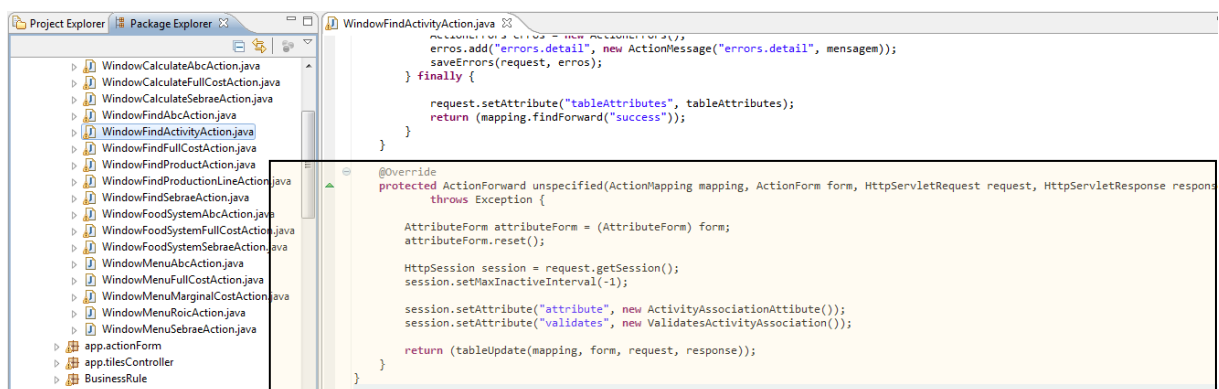 Project Explorer
Package Explorer
WindowCalculateAbcAction.java
WindowCalculateFullCostAction.java
WindowCalculateSebraeAction.java
WindowFindAbcAction.java
WindowFindActivityAction.java
WindowFindFullCostAction.java
WindowFindProductAction.java
WindowFindProductionLineAction.java
WindowFindSebraeAction.java
WindowFoodSystemAbcAction.java
WindowFoodSystemFullCostAction.java
WindowFoodSystemSebraeAction.java
WindowMenuAbcAction.java
WindowMenuFullCostAction.java
WindowMenuMarginalCostAction.java
WindowMenuRoicAction.java
WindowMenuSebraeAction.java
app.actionForm
app.tilesController
BusinessRule
WindowFindActivityAction.java
ActionErrors erros = new ActionErrors();
erros.add("errors.detail", new ActionMessage("errors.detail", mensagem));
saveErrors(request, erros);
} finally {
request.setAttribute("tableAttributes", tableAttributes);
return (mapping.findForward("success"));
}
}
@Override
protected ActionForward unspecified(ActionMapping mapping, ActionForm form, HttpServletRequest request, HttpServletResponse respons
throws Exception {
AttributeForm attributeForm = (AttributeForm) form;
attributeForm.reset();
HttpSession session = request.getSession();
session.setMaxInactiveInterval(-1);
session.setAttribute("attribute", new ActivityAssociationAttibute());
session.setAttribute("validates", new ValidatesActivityAssociation());
return (tableUpdate(mapping, form, request, response));
}
}